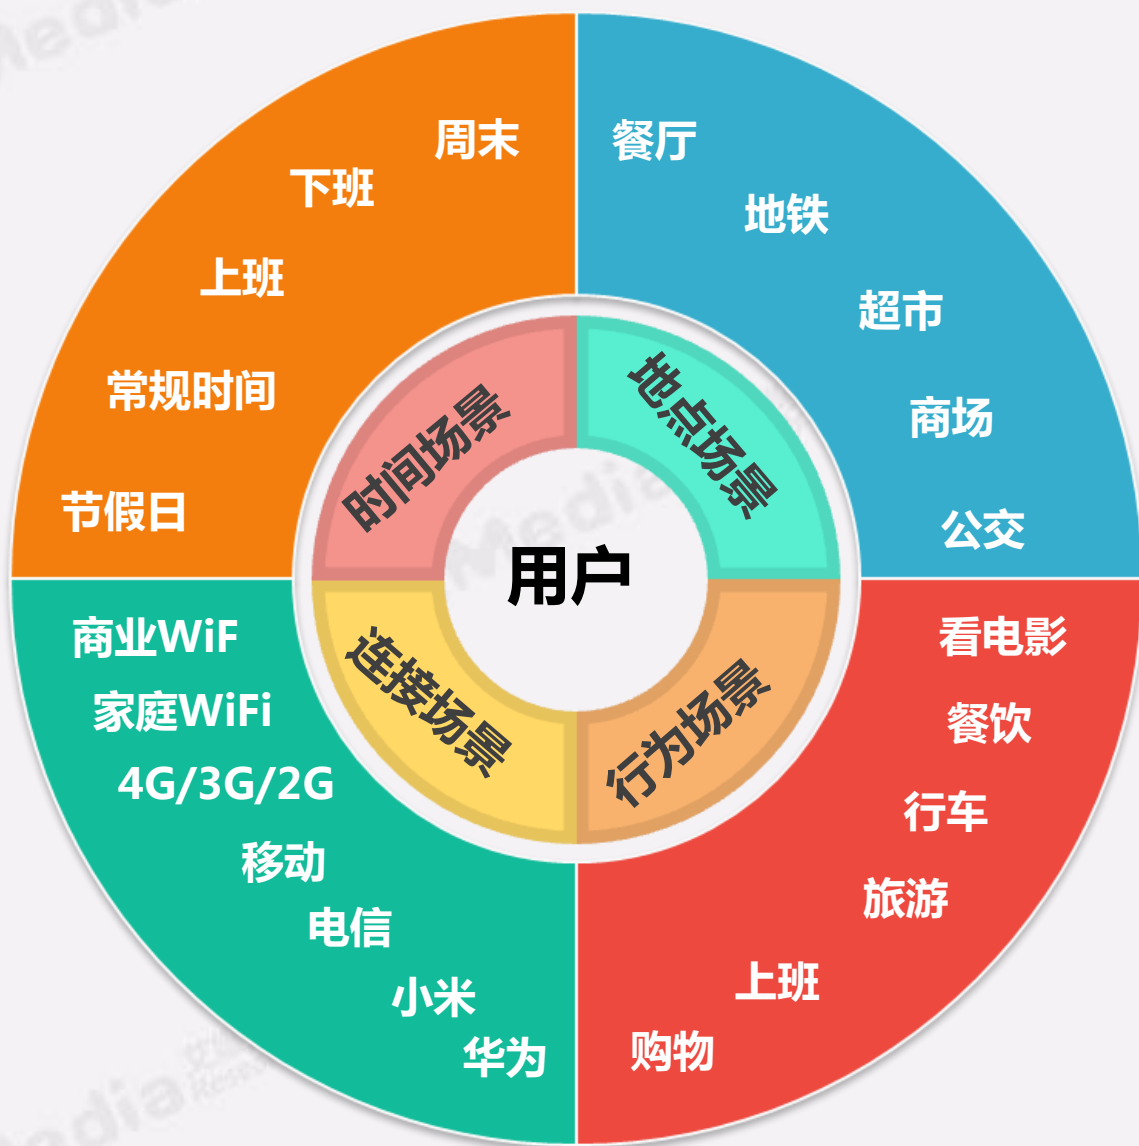 周末
下班
上班
常规时间
节假日
餐厅
地铁
超市
商场
公交
时间场景
地点场景
用户
连接场景
行为场景
商业WiF
家庭WiFi
4G/3G/2G
移动
电信
小米
华为
看电影
餐饮
行车
旅游
上班
购物
Media